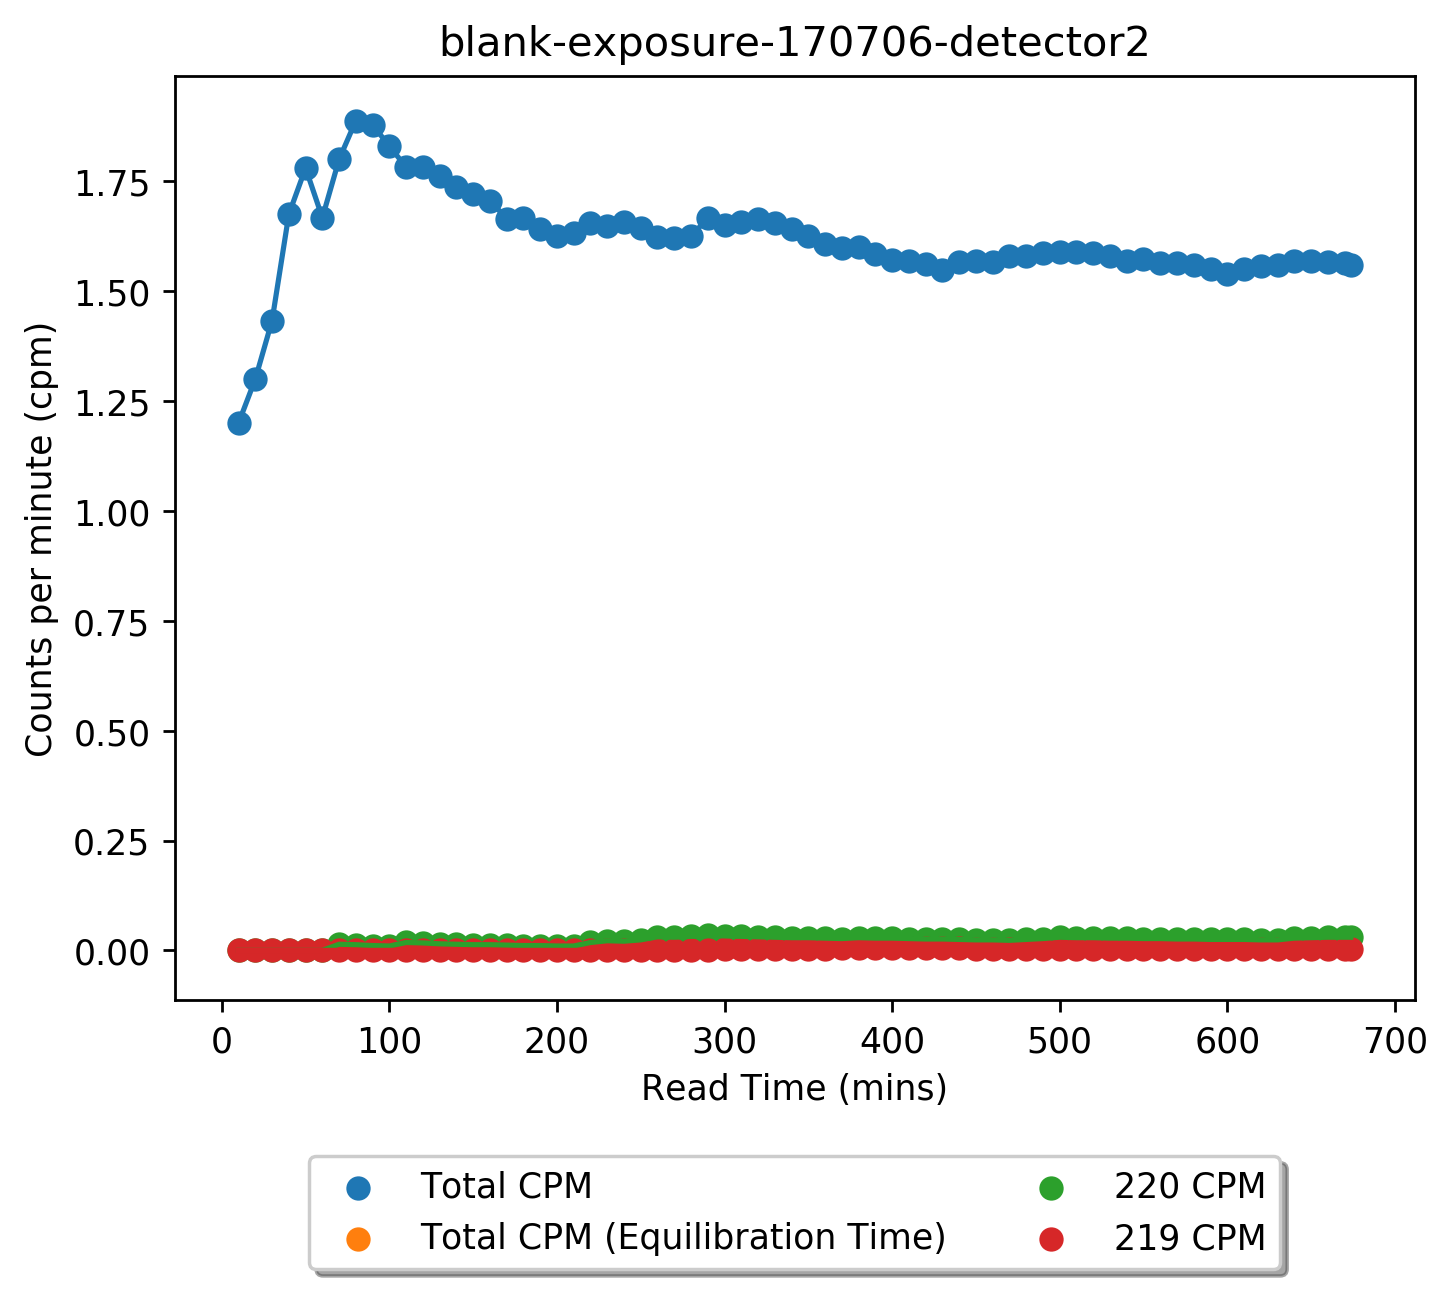 blank-exposure-170706-detector2
Counts per minute (cpm)
1.75
1.50
1.25
1.00
0.75
0.50
0.25
0.00
0 100 200 300 400 500 600 700
Read Time (mins)
Total CPM
Total CPM (Equilibration Time)
220 CPM
219 CPM